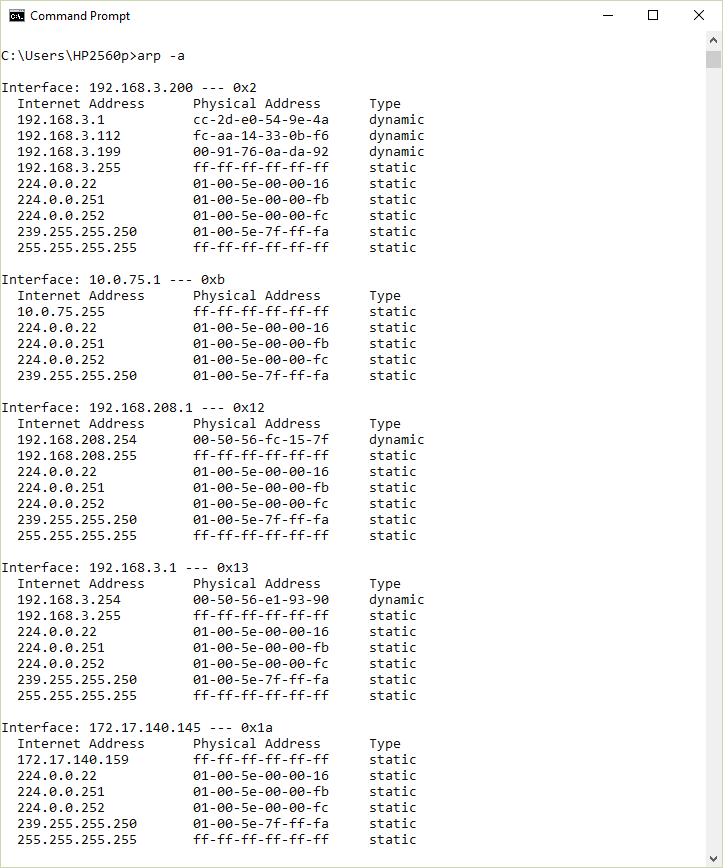 Command Prompt
C:\Users\HP2560p>arp -a
Interface: 192.168.3.200 --- 0x2
  Internet Address      Physical Address      Type
  192.168.3.1           cc-2d-e0-54-9e-4a     dynamic
  192.168.3.112         fc-aa-14-33-0b-f6     dynamic
  192.168.3.199         00-91-76-0a-da-92     dynamic
  192.168.3.255         ff-ff-ff-ff-ff-ff     static
  224.0.0.22            01-00-5e-00-00-16     static
  224.0.0.251           01-00-5e-00-00-fb     static
  224.0.0.252           01-00-5e-00-00-fc     static
  239.255.255.250       01-00-5e-7f-ff-fa     static
  255.255.255.255       ff-ff-ff-ff-ff-ff     static
Interface: 10.0.75.1 --- 0xb
  Internet Address      Physical Address      Type
  10.0.75.255           ff-ff-ff-ff-ff-ff     static
  224.0.0.22            01-00-5e-00-00-16     static
  224.0.0.251           01-00-5e-00-00-fb     static
  224.0.0.252           01-00-5e-00-00-fc     static
  239.255.255.250       01-00-5e-7f-ff-fa     static
Interface: 192.168.208.1 --- 0x12
  Internet Address      Physical Address      Type
  192.168.208.254       00-50-56-fc-15-7f     dynamic
  192.168.208.255       ff-ff-ff-ff-ff-ff     static
  224.0.0.22            01-00-5e-00-00-16     static
  224.0.0.251           01-00-5e-00-00-fb     static
  224.0.0.252           01-00-5e-00-00-fc     static
  239.255.255.250       01-00-5e-7f-ff-fa     static
  255.255.255.255       ff-ff-ff-ff-ff-ff     static
Interface: 192.168.3.1 --- 0x13
  Internet Address      Physical Address      Type
  192.168.3.254         00-50-56-e1-93-90     dynamic
  192.168.3.255         ff-ff-ff-ff-ff-ff     static
  224.0.0.22            01-00-5e-00-00-16     static
  224.0.0.251           01-00-5e-00-00-fb     static
  224.0.0.252           01-00-5e-00-00-fc     static
  239.255.255.250       01-00-5e-7f-ff-fa     static
  255.255.255.255       ff-ff-ff-ff-ff-ff     static
Interface: 172.17.140.145 --- 0x1a
  Internet Address      Physical Address      Type
  172.17.140.159        ff-ff-ff-ff-ff-ff     static
  224.0.0.22            01-00-5e-00-00-16     static
  224.0.0.251           01-00-5e-00-00-fb     static
  224.0.0.252           01-00-5e-00-00-fc     static
  239.255.255.250       01-00-5e-7f-ff-fa     static
  255.255.255.255       ff-ff-ff-ff-ff-ff     static